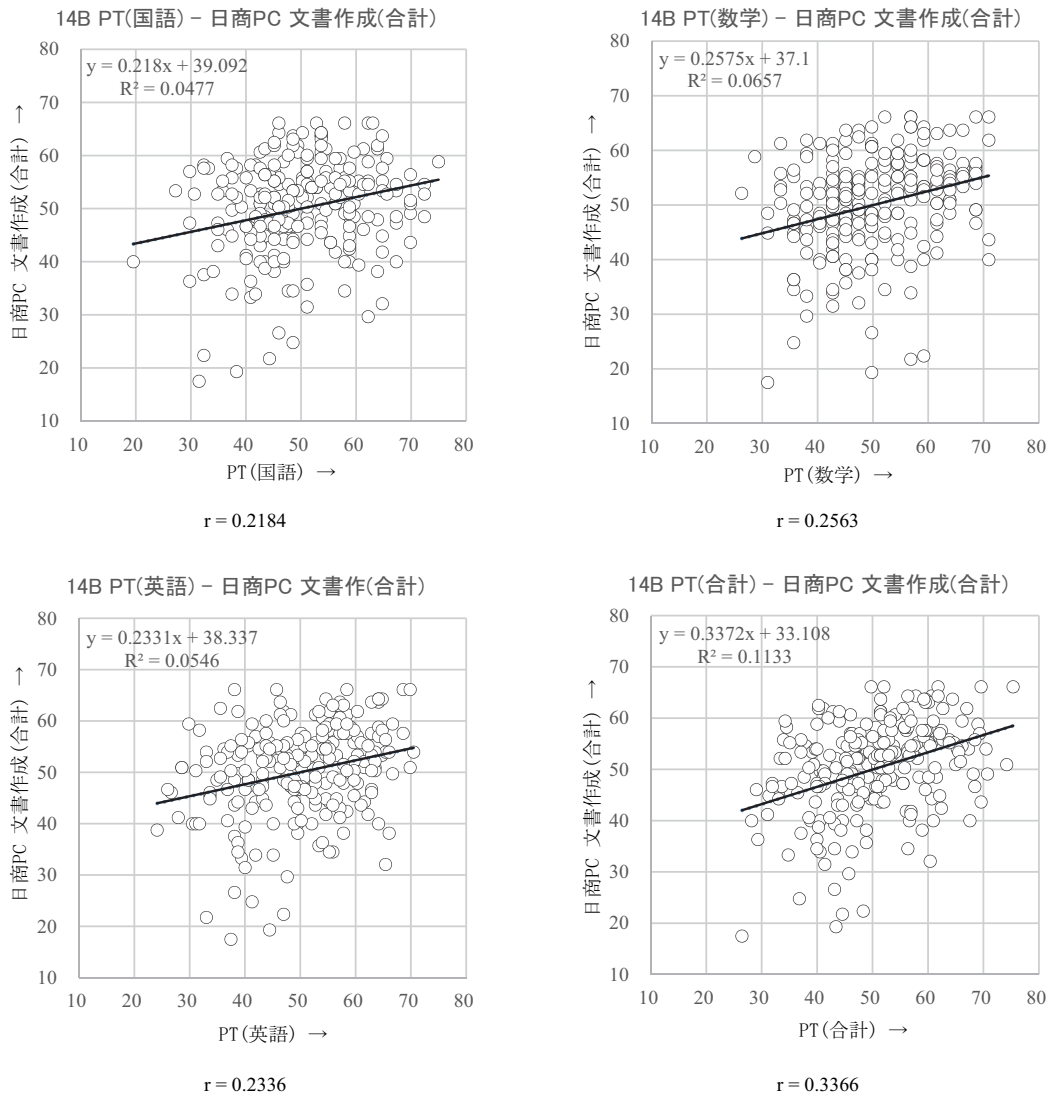 14B PT(国語) − 日商PC 文書作成(合計)
y = 0.218x + 39.092
R² = 0.0477
80
70
60
50
40
30
20
10
日商PC 文書作成(合計) →
10 20 30 40 50 60 70 80
PT(国語) →
r = 0.2184
14B PT(数学) − 日商PC 文書作成(合計)
y = 0.2575x + 37.1
R² = 0.0657
80
70
60
50
40
30
20
10
日商PC 文書作成(合計) →
10 20 30 40 50 60 70 80
PT(数学) →
r = 0.2563
14B PT(英語) − 日商PC 文書作(合計)
y = 0.2331x + 38.337
R² = 0.0546
80
70
60
50
40
30
20
10
日商PC 文書作成(合計) →
10 20 30 40 50 60 70 80
PT(英語) →
r = 0.2336
14B PT(合計) − 日商PC 文書作成(合計)
y = 0.3372x + 33.108
R² = 0.1133
80
70
60
50
40
30
20
10
日商PC 文書作成(合計) →
10 20 30 40 50 60 70 80
PT(合計) →
r = 0.3366